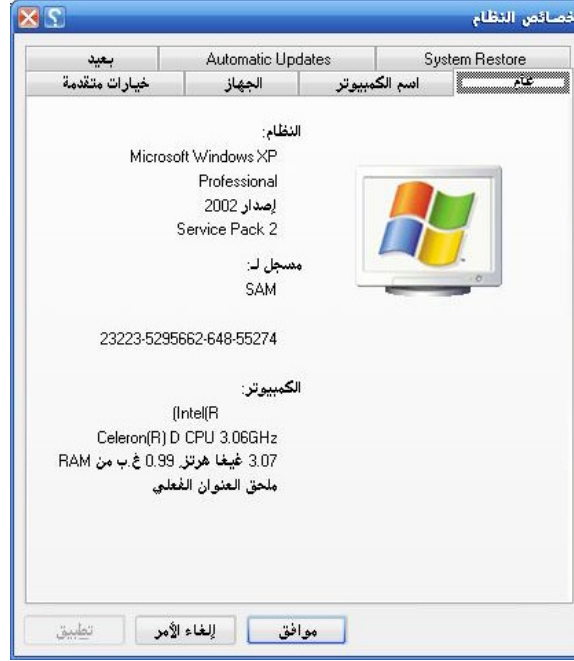 خصائص النظام
System Restore
Automatic Updates
بعيد
عام
اسم الكمبيوتر
الجهاز
خيارات متقدمة
النظام:
Microsoft Windows XP
Professional
إصدار 2002
Service Pack 2
مسجل لـ:
SAM
23223-5295662-648-55274
الكمبيوتر:
(Intel(R
Celeron(R) D CPU 3.06GHz
3.07 غيغا هرتز, 0.99 غ.ب من RAM
ملحق العنوان الفعلي
موافق
إلغاء الأمر
تطبيق